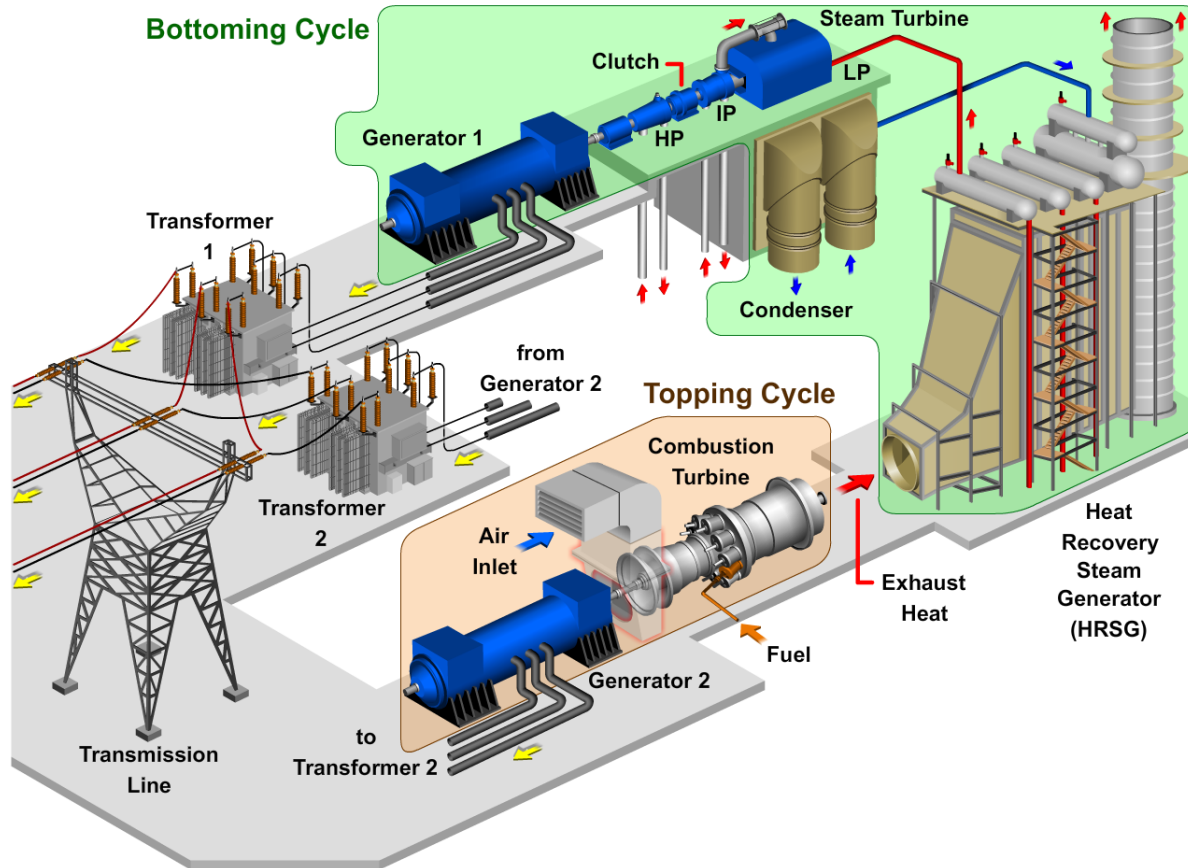 Bottoming Cycle
Steam Turbine
Clutch
LP
IP
HP
Generator 1
Transformer
1
Condenser
from
Generator 2
Topping Cycle
Combustion
Turbine
Transformer
2
Air
Inlet
Exhaust
Heat
Heat
Recovery
Steam
Generator
(HRSG)
Fuel
Generator 2
to
Transformer 2
Transmission
Line